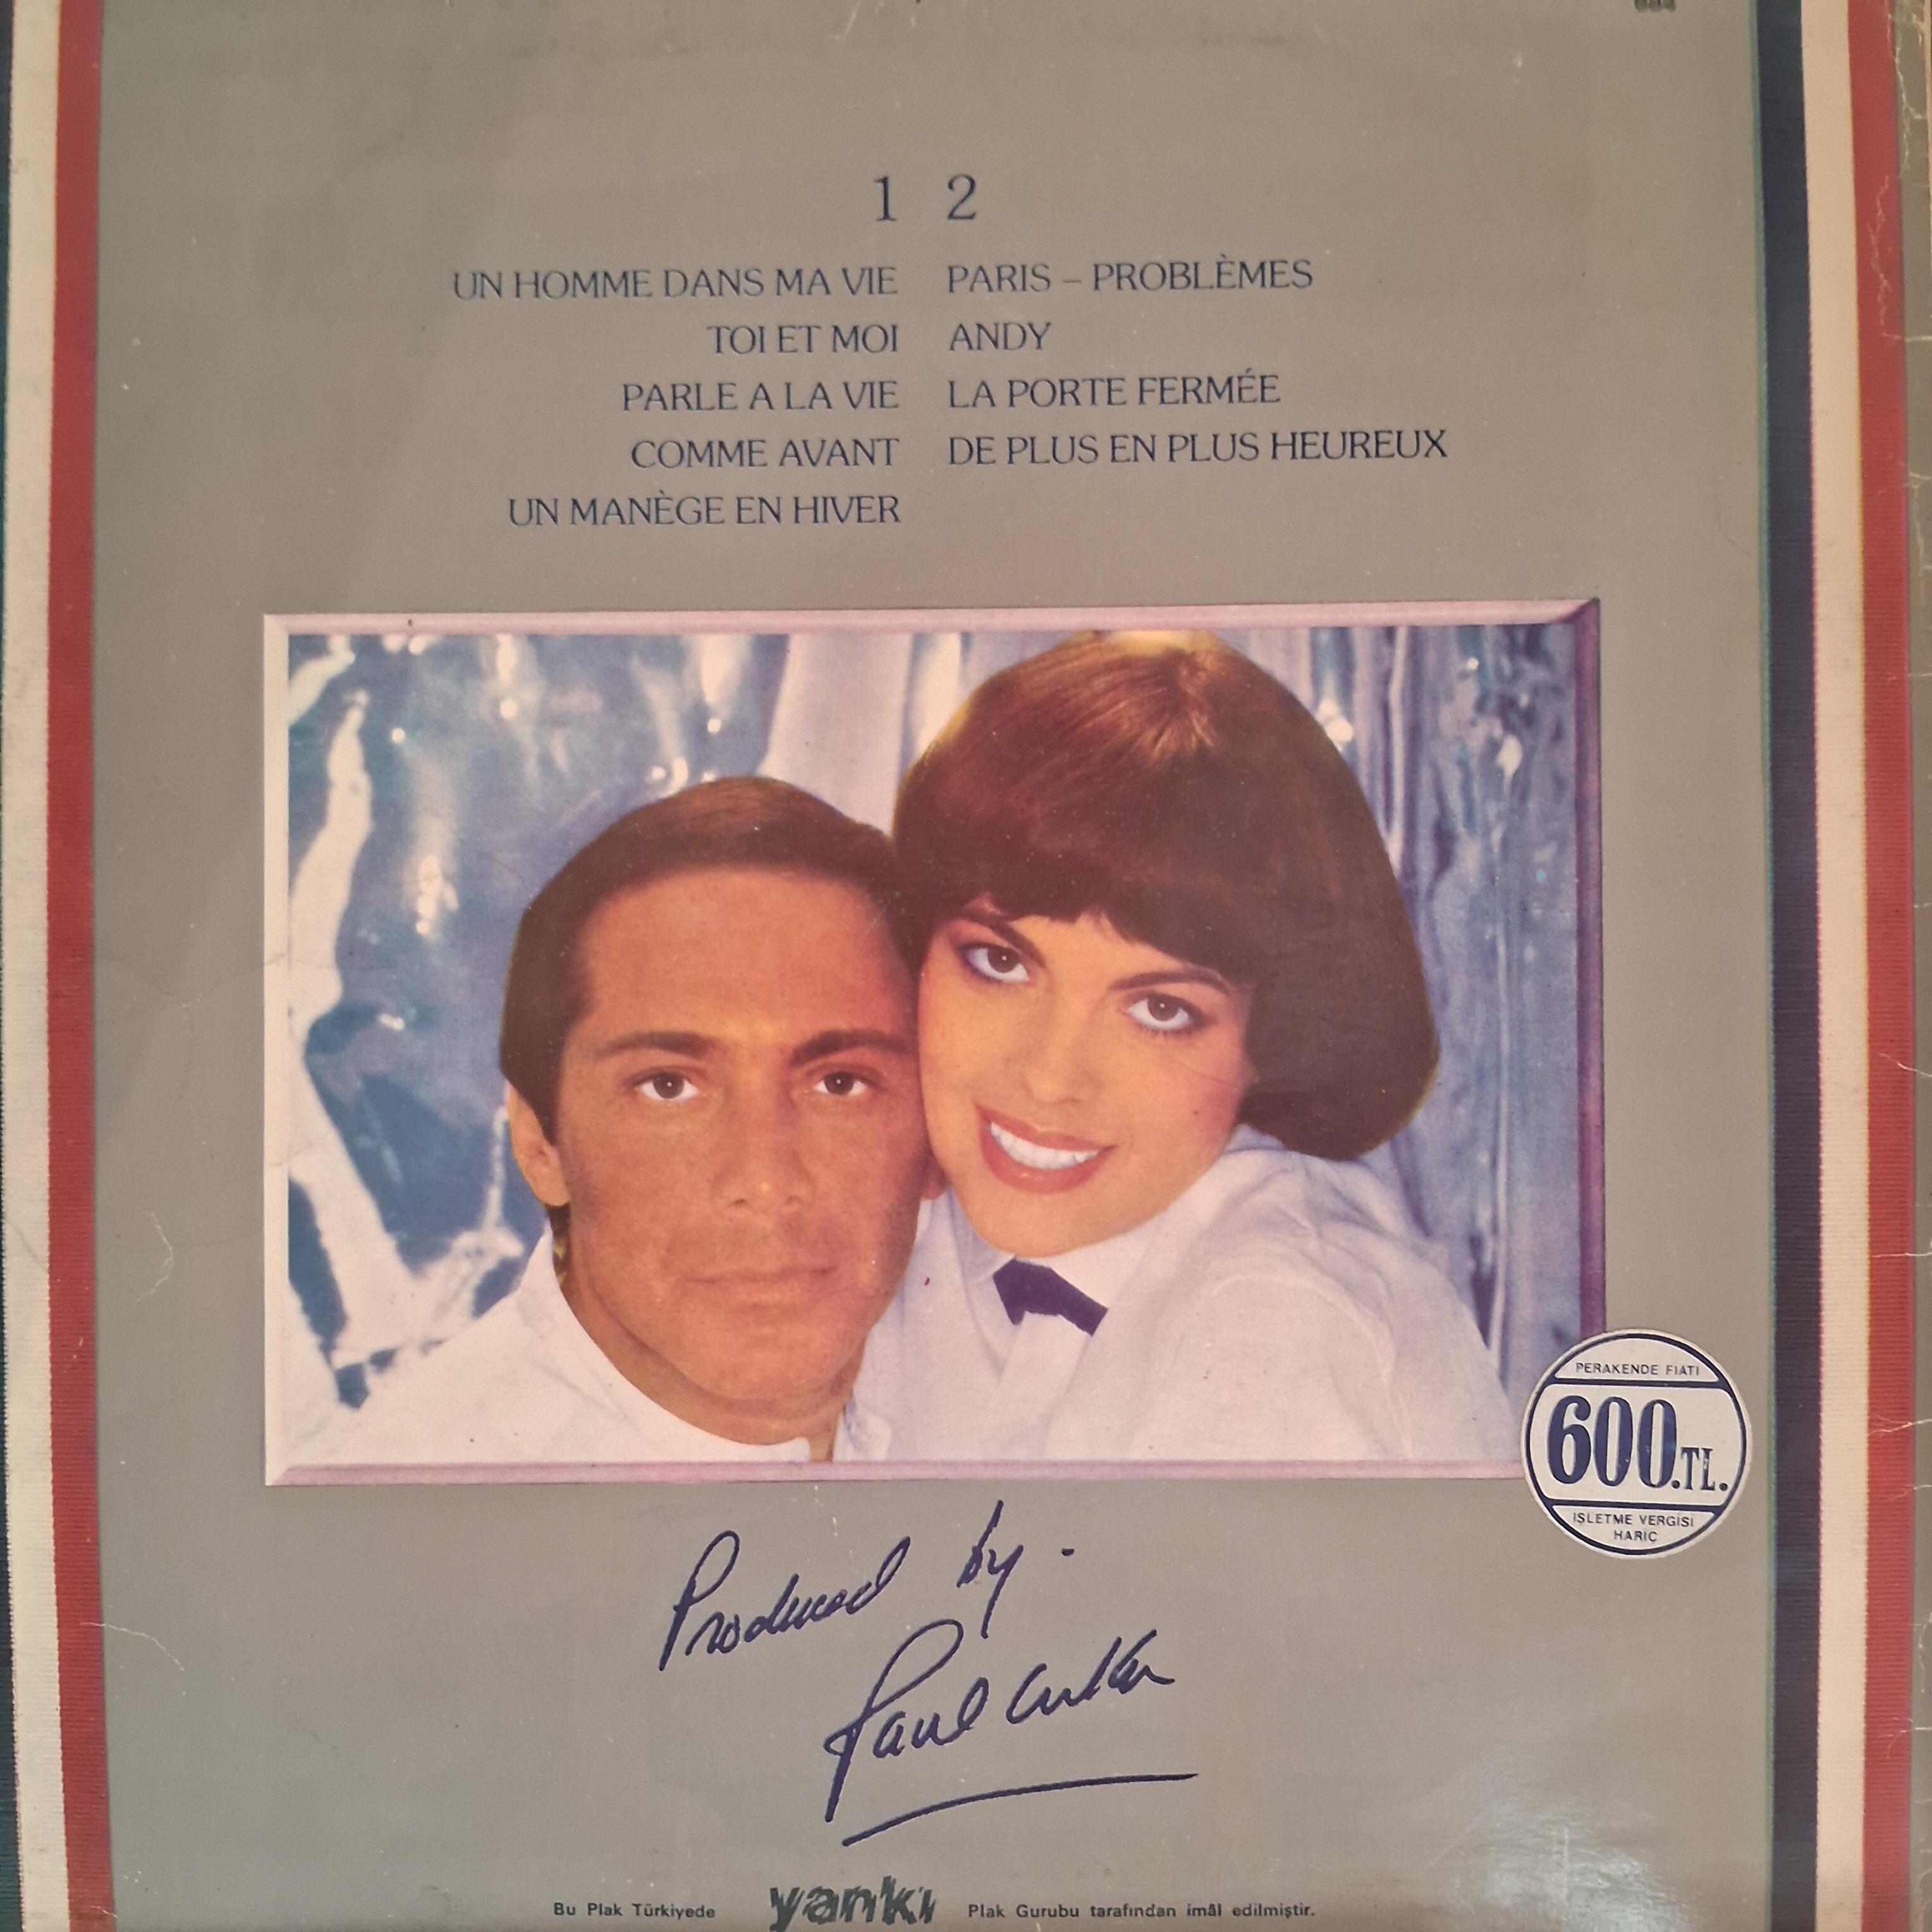 1 2
UN HOMME DANS MA VIE
TOI ET MOI
PARLE A LA VIE
COMME AVANT
UN MANÈGE EN HIVER
PARIS – PROBLÈMES
ANDY
LA PORTE FERMÉE
DE PLUS EN PLUS HEUREUX
PERAKENDE FIATI
600.TL.
İŞLETME VERGİSİ
HARİÇ
Produced by -
Paul Anka
Bu Plak Türkiyede yankı Plak Gurubu tarafından imâl edilmiştir.